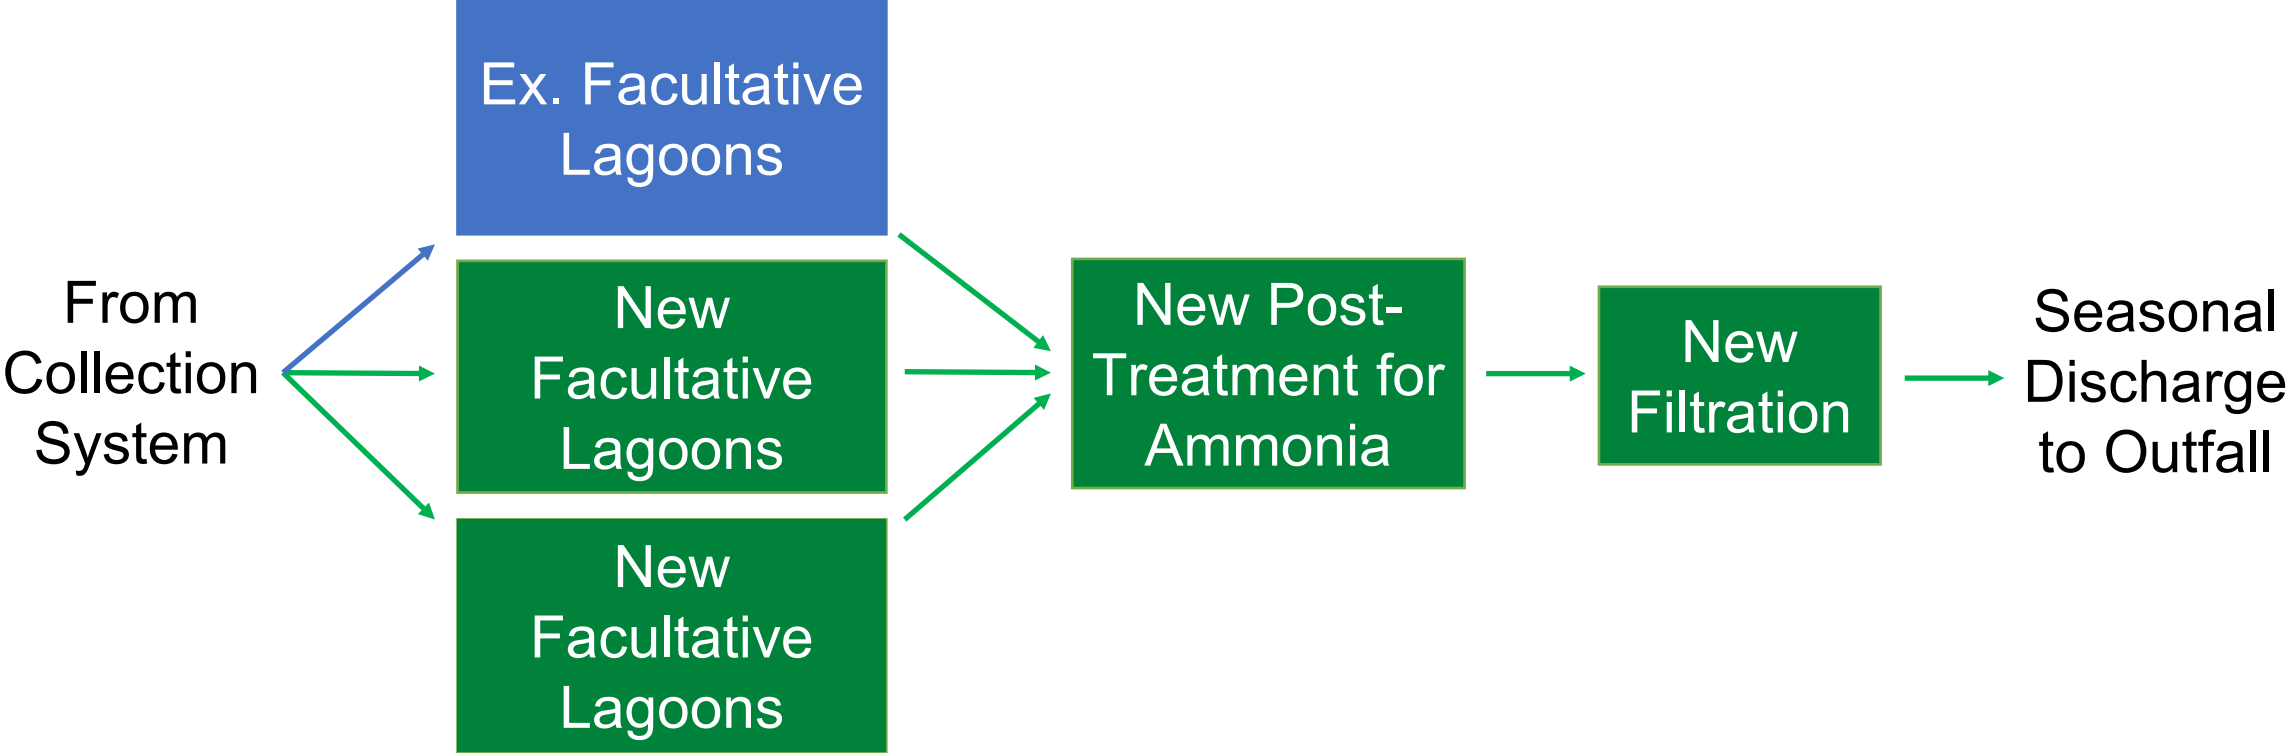 From
Collection
System
Ex. Facultative
Lagoons
New
Facultative
Lagoons
New
Facultative
Lagoons
New Post-
Treatment for
Ammonia
New
Filtration
Seasonal
Discharge
to Outfall